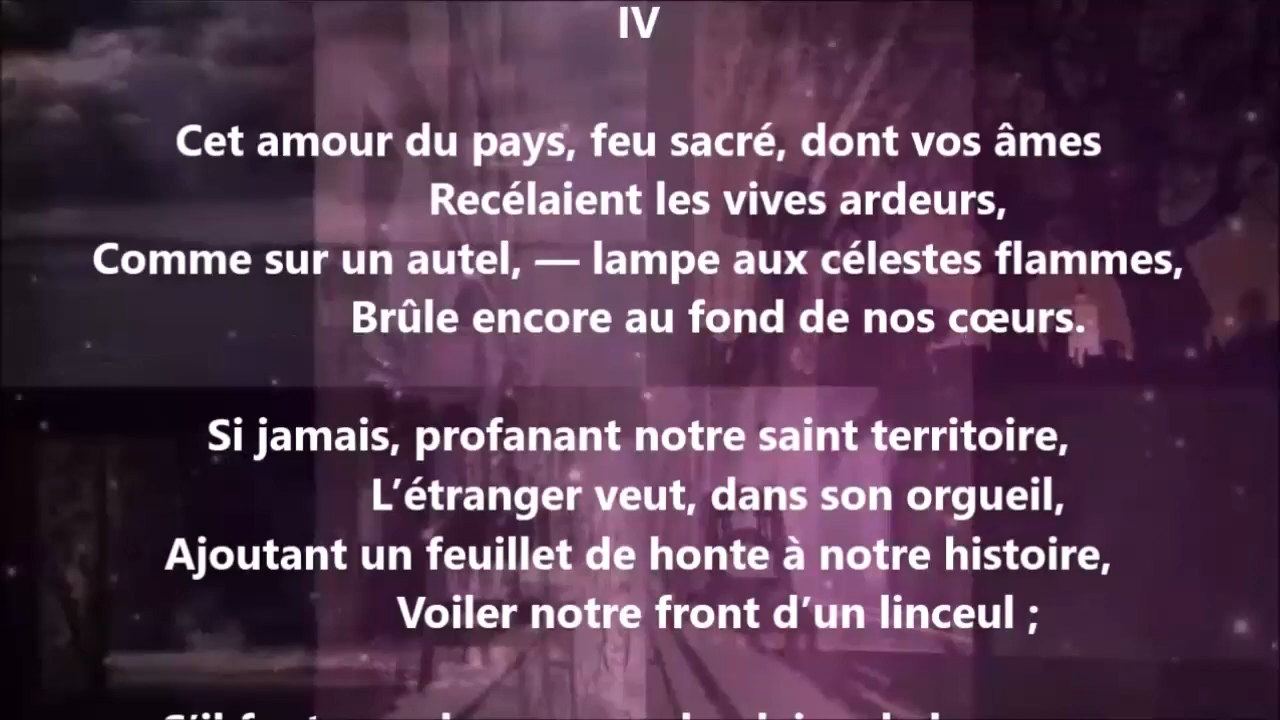 IV
Cet amour du pays, feu sacré, dont vos âmes
Recélaient les vives ardeurs,
Comme sur un autel, — lampe aux célestes flammes,
Brûle encore au fond de nos cœurs.
Si jamais, profanant notre saint territoire,
L’étranger veut, dans son orgueil,
Ajoutant un feuillet de honte à notre histoire,
Voiler notre front d’un linceul ;